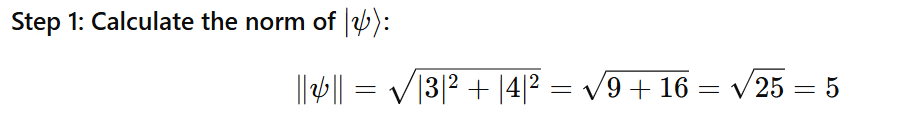 Step 1: Calculate the norm of |ψ⟩:
‖ψ‖ = √|3|² + |4|² = √9 + 16 = √25 = 5